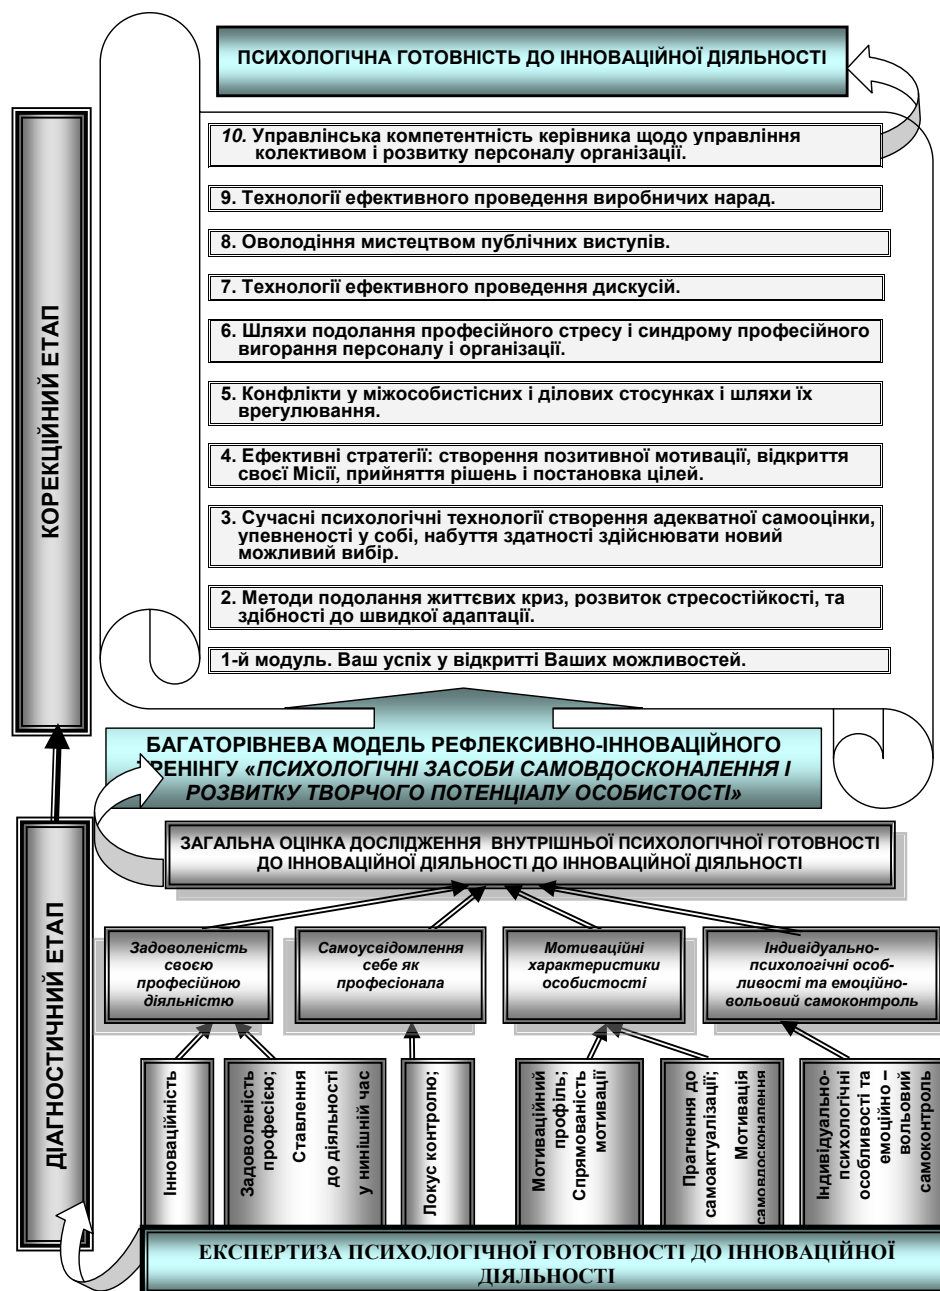 ПСИХОЛОГІЧНА ГОТОВНІСТЬ ДО ІННОВАЦІЙНОЇ ДІЯЛЬНОСТІ
КОРЕКЦІЙНИЙ ЕТАП
10. Управлінська компетентність керівника щодо управління
колективом і розвитку персоналу організації.
9. Технології ефективного проведення виробничих нарад.
8. Оволодіння мистецтвом публічних виступів.
7. Технології ефективного проведення дискусій.
6. Шляхи подолання професійного стресу і синдрому професійного
вигорання персоналу і організації.
5. Конфлікти у міжособистісних і ділових стосунках і шляхи їх
врегулювання.
4. Ефективні стратегії: створення позитивної мотивації, відкриття
своєї Місії, прийняття рішень і постановка цілей.
3. Сучасні психологічні технології створення адекватної самооцінки,
упевненості у собі, набуття здатності здійснювати новий
можливий вибір.
2. Методи подолання життєвих криз, розвиток стресостійкості, та
здібності до швидкої адаптації.
1-й модуль. Ваш успіх у відкритті Ваших можливостей.
БАГАТОРІВНЕВА МОДЕЛЬ РЕФЛЕКСИВНО-ІННОВАЦІЙНОГО
ТРЕНІНГУ «ПСИХОЛОГІЧНІ ЗАСОБИ САМОВДОСКОНАЛЕННЯ І
РОЗВИТКУ ТВОРЧОГО ПОТЕНЦІАЛУ ОСОБИСТОСТІ»
ДІАГНОСТИЧНИЙ ЕТАП
ЗАГАЛЬНА ОЦІНКА ДОСЛІДЖЕННЯ ВНУТРІШНЬОЇ ПСИХОЛОГІЧНОЇ ГОТОВНОСТІ
ДО ІННОВАЦІЙНОЇ ДІЯЛЬНОСТІ ДО ІННОВАЦІЙНОЇ ДІЯЛЬНОСТІ
Задоволеність
своєю
професійною
діяльністю
Самоусвідомлення
себе як
професіонала
Мотиваційні
характеристики
особистості
Індивідуально-
психологічні особ-
ливості та емоційно-
вольовий самоконтроль
Інноваційність
Задоволеність
професією;
Ставлення
до діяльності
у нинішній час
Локус контролю;
Мотиваційний
профіль;
Спрямованість
мотивації
Прагнення до
самоактуалізації;
Мотивація
самовдосконалення
Індивідуально-
психологічні
особливості та
емоційно –
вольовий
самоконтроль
ЕКСПЕРТИЗА ПСИХОЛОГІЧНОЇ ГОТОВНОСТІ ДО ІННОВАЦІЙНОЇ
ДІЯЛЬНОСТІ